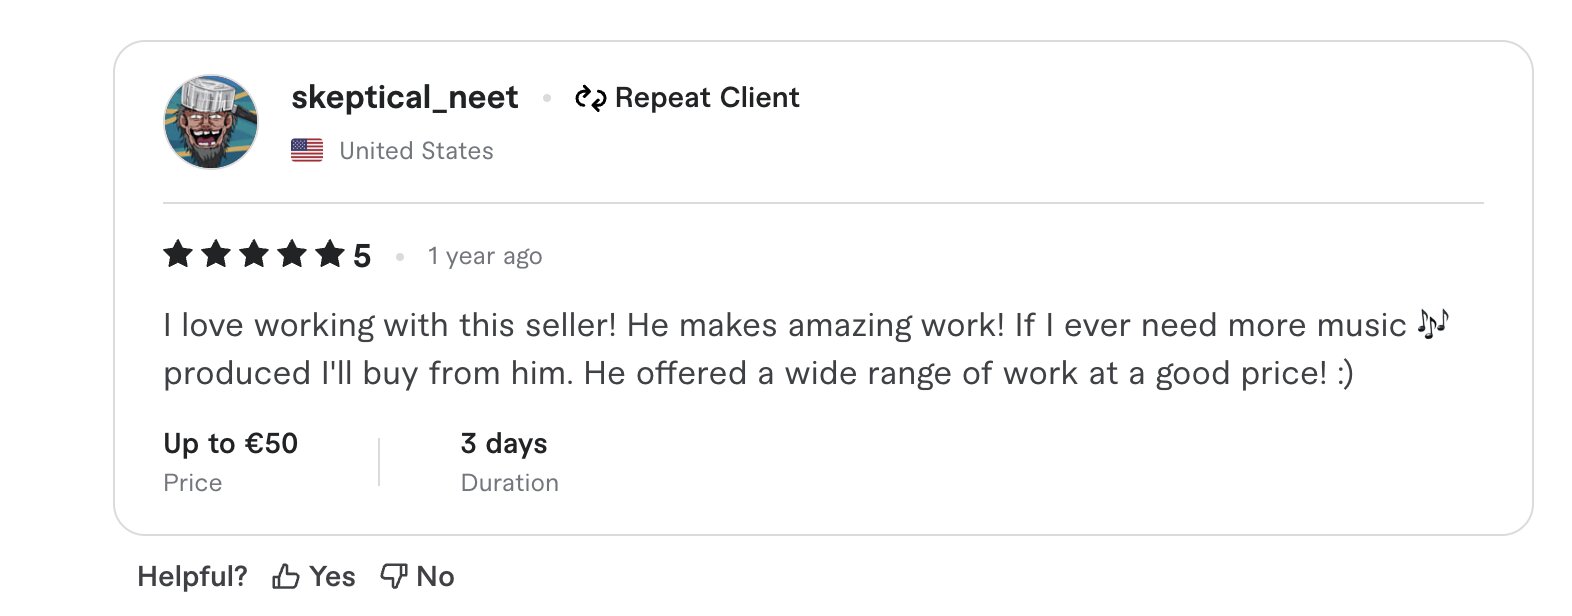 skeptical_neet • Repeat Client
United States
★★★★★ 5 • 1 year ago
I love working with this seller! He makes amazing work! If I ever need more music 🎶
produced I'll buy from him. He offered a wide range of work at a good price! :)
Up to €50 3 days
Price Duration
Helpful? Yes No